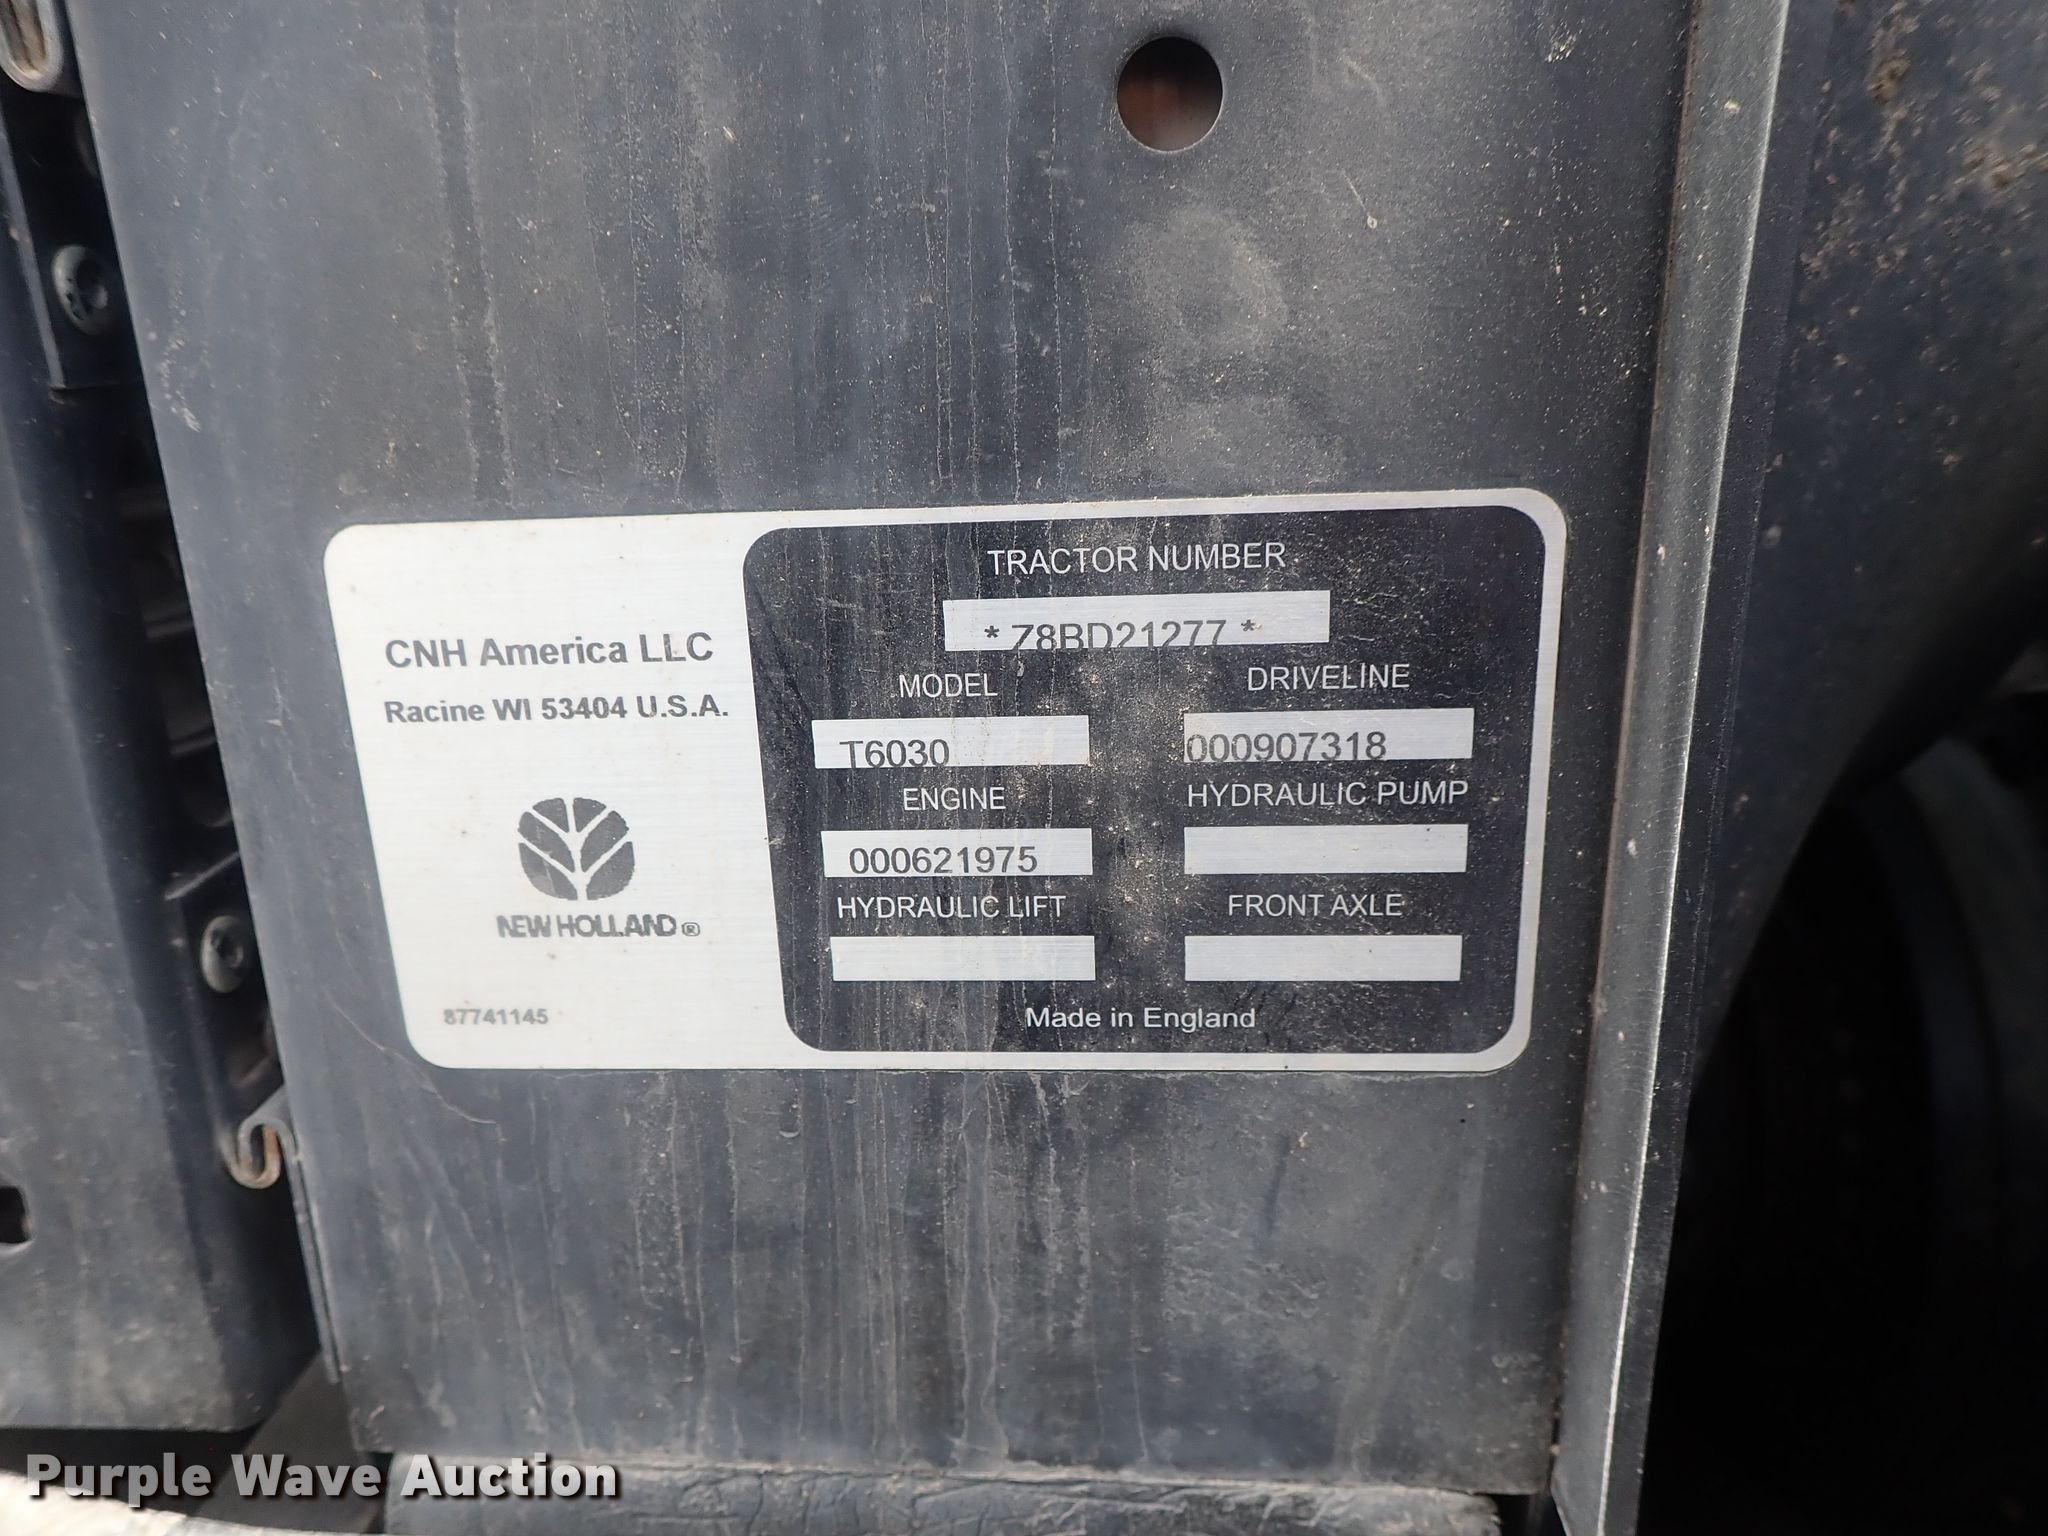 CNH America LLC
Racine WI 53404 U.S.A.
NEW HOLLAND®
87741145
TRACTOR NUMBER
* Z8BD21277 *
MODEL
T6030
DRIVELINE
000907318
ENGINE
000621975
HYDRAULIC PUMP
HYDRAULIC LIFT
FRONT AXLE
Made in England
Purple Wave Auction